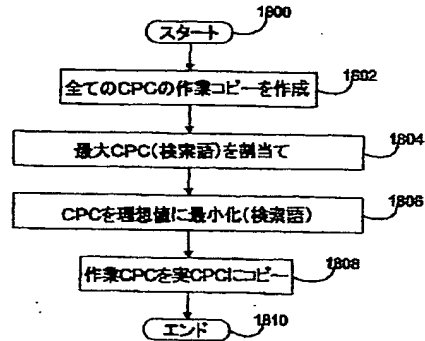 1800
スタート
1802
全てのCPCの作業コピーを作成
1804
最大CPC(検索語)を割当て
1806
CPCを理想値に最小化(検索語)
1808
作業CPCを実CPCにコピー
エンド
1810